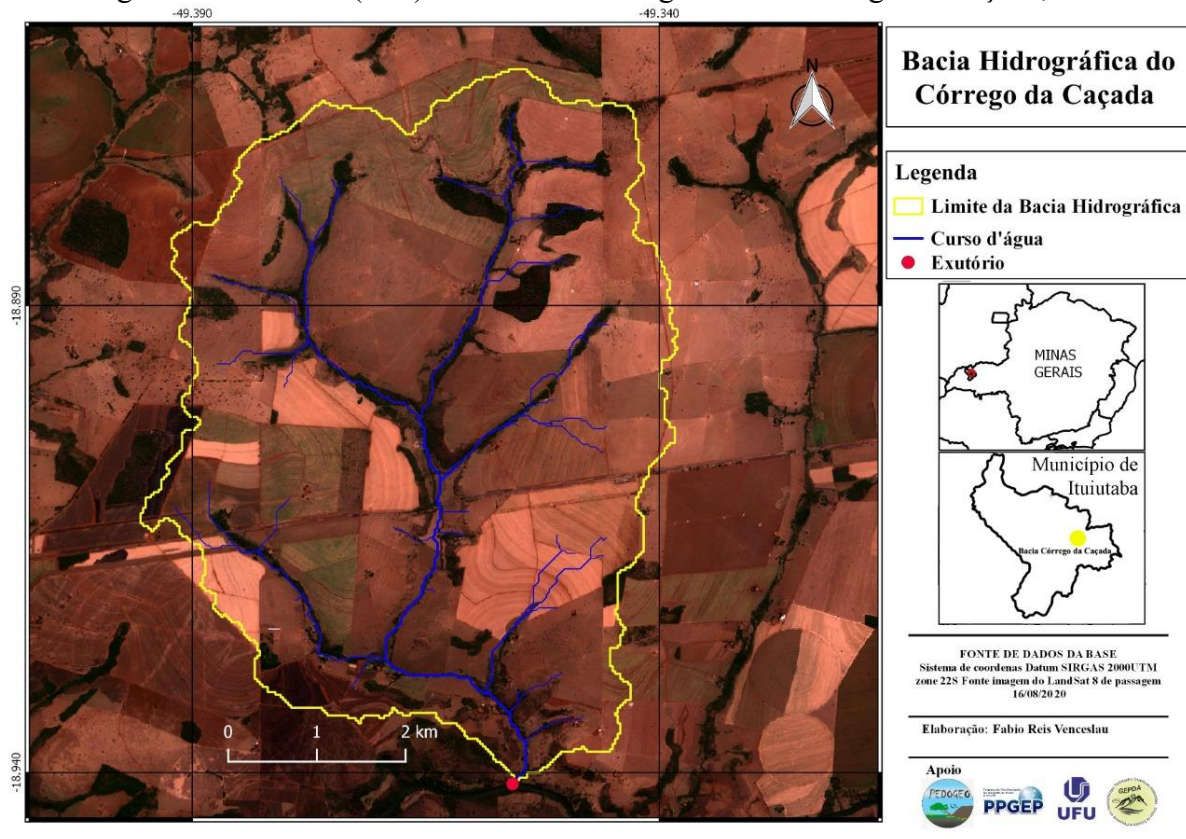 -49.390
-49.340
-18.890
-18.940
N
0 1 2 km
Bacia Hidrográfica do
Córrego da Caçada
Legenda
Limite da Bacia Hidrográfica
Curso d'água
Exutório
MINAS
GERAIS
Município de
Ituiutaba
Bacia Córrego da Caçada
FONTE DE DADOS DA BASE
Sistema de coordenas Datum SIRGAS 2000UTM
zone 22S Fonte imagem do LandSat 8 de passagem
16/08/2020
Elaboração: Fabio Reis Venceslau
Apoio
PEDOGEO
PPGEP
UFU
GEPDA